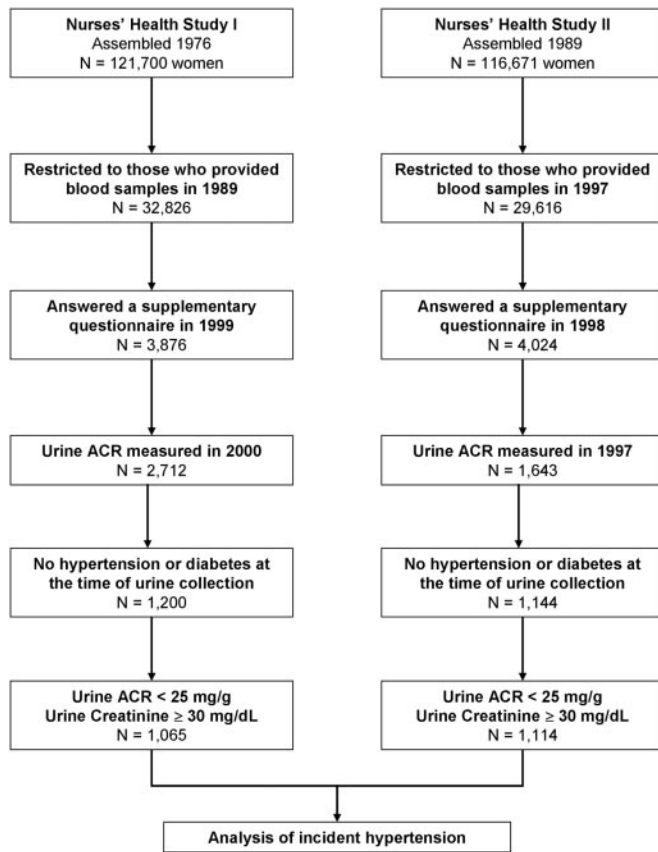 Nurses’ Health Study I
Assembled 1976
N = 121,700 women
Restricted to those who provided
blood samples in 1989
N = 32,826
Answered a supplementary
questionnaire in 1999
N = 3,876
Urine ACR measured in 2000
N = 2,712
No hypertension or diabetes at
the time of urine collection
N = 1,200
Urine ACR < 25 mg/g
Urine Creatinine ≥ 30 mg/dL
N = 1,065
Nurses’ Health Study II
Assembled 1989
N = 116,671 women
Restricted to those who provided
blood samples in 1997
N = 29,616
Answered a supplementary
questionnaire in 1998
N = 4,024
Urine ACR measured in 1997
N = 1,643
No hypertension or diabetes at
the time of urine collection
N = 1,144
Urine ACR < 25 mg/g
Urine Creatinine ≥ 30 mg/dL
N = 1,114
Analysis of incident hypertension